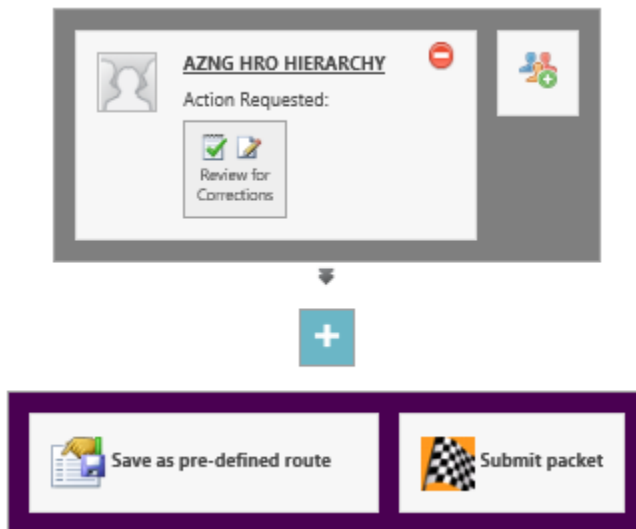 AZNG HRO HIERARCHY
Action Requested:
Review for
Corrections
Save as pre-defined route
Submit packet